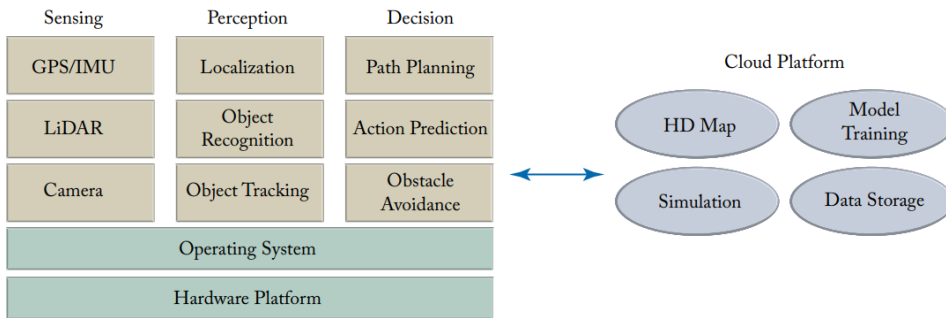 Sensing
Perception
Decision
GPS/IMU
Localization
Path Planning
LiDAR
Object
Recognition
Action Prediction
Camera
Object Tracking
Obstacle
Avoidance
Operating System
Hardware Platform
Cloud Platform
HD Map
Model
Training
Simulation
Data Storage